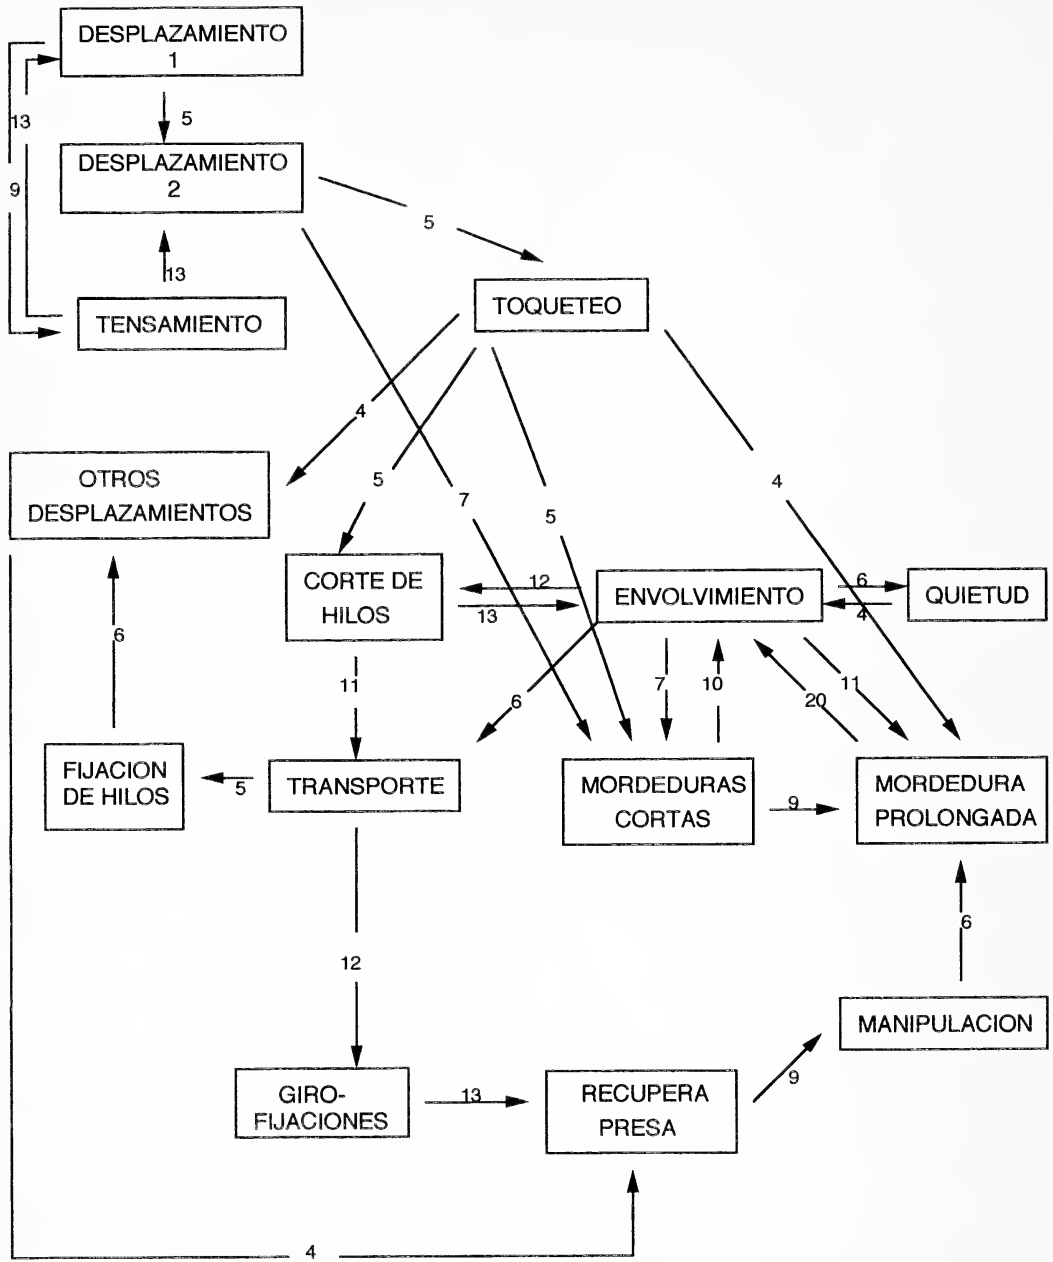 DESPLAZAMIENTO
1
13
5
DESPLAZAMIENTO
2
9
5
13
TOQUETEO
TENSAMIENTO
4
5
7
5
4
OTROS
DESPLAZAMIENTOS
CORTE DE
HILOS
12
13
ENVOLVIMIENTO
6
4
QUIETUD
6
11
6
7
10
20
11
FIJACION
DE HILOS
5
TRANSPORTE
MORDEDURAS
CORTAS
9
MORDEDURA
PROLONGADA
12
6
MANIPULACION
GIRO-
FIJACIONES
13
RECUPERA
PRESA
9
4